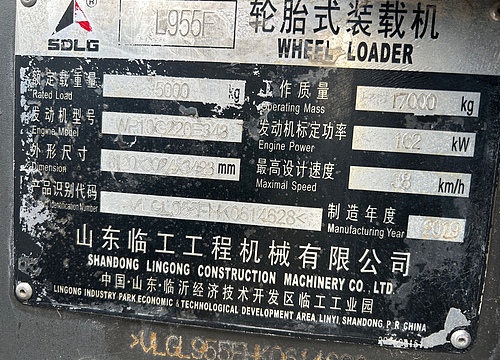 SDLG ® L955F 轮胎式装载机
WHEEL LOADER
额定载重量 5000 kg 工作质量 17000 kg
Rated Load Operating Mass
发动机型号 WP10G220E343 发动机标定功率 162 kW
Engine Model Engine Power
外形尺寸 mm 最高设计速度 38 km/h
Dimension Maximal Speed
产品识别代码 制造年度 2019
Identification Number Manufacturing Year
山东临工工程机械有限公司
SHANDONG LINGONG CONSTRUCTION MACHINERY CO., LTD.
中国·山东·临沂经济技术开发区临工工业园
LINGONG INDUSTRY PARK ECONOMIC & TECHNOLOGICAL DEVELOPMENT AREA, LINYI, SHANDONG, P. R. CHINA